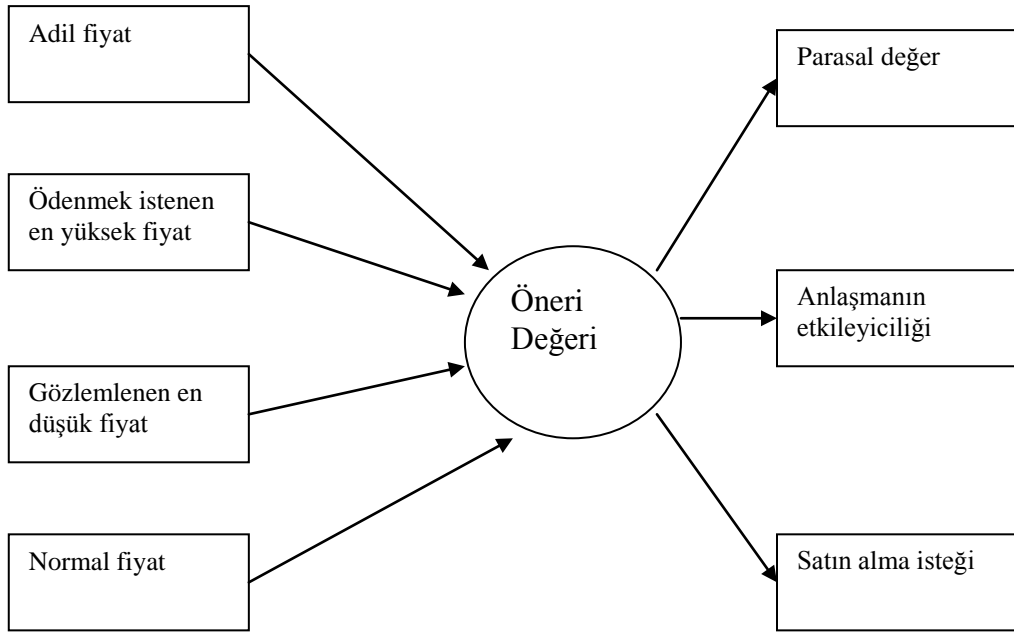 Adil fiyat
Ödenmek istenen
en yüksek fiyat
Gözlemlenen en
düşük fiyat
Normal fiyat
Öneri
Değeri
Parasal değer
Anlaşmanın
etkileyiciliği
Satın alma isteği